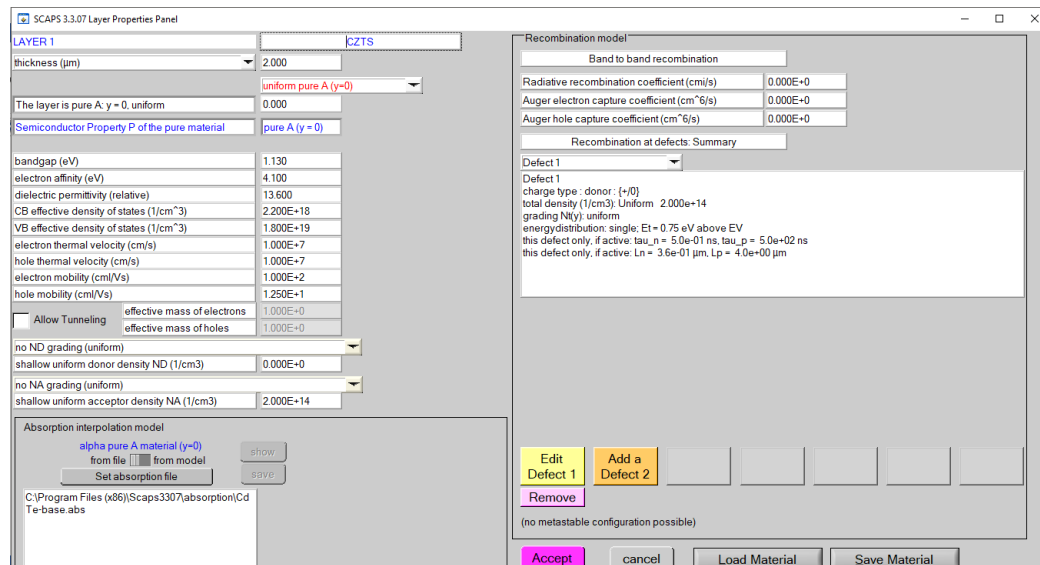 SCAPS 3.3.07 Layer Properties Panel
LAYER 1
CZTS
thickness (µm)
2.000
uniform pure A (y=0)
The layer is pure A: y = 0, uniform
0.000
Semiconductor Property P of the pure material
pure A (y = 0)
bandgap (eV)
1.130
electron affinity (eV)
4.100
dielectric permittivity (relative)
13.600
CB effective density of states (1/cm^3)
2.200E+18
VB effective density of states (1/cm^3)
1.800E+19
electron thermal velocity (cm/s)
1.000E+7
hole thermal velocity (cm/s)
1.000E+7
electron mobility (cml/Vs)
1.000E+2
hole mobility (cml/Vs)
1.250E+1
Allow Tunneling
effective mass of electrons
1.000E+0
effective mass of holes
1.000E+0
no ND grading (uniform)
shallow uniform donor density ND (1/cm3)
0.000E+0
no NA grading (uniform)
shallow uniform acceptor density NA (1/cm3)
2.000E+14
Absorption interpolation model
alpha pure A material (y=0)
from file
from model
show
Set absorption file
save
C:\Program Files (x86)\Scaps3307\absorption\Cd
Te-base.abs
Recombination model
Band to band recombination
Radiative recombination coefficient (cmi/s)
0.000E+0
Auger electron capture coefficient (cm^6/s)
0.000E+0
Auger hole capture coefficient (cm^6/s)
0.000E+0
Recombination at defects: Summary
Defect 1
Defect 1
charge type : donor : {+/0}
total density (1/cm3): Uniform 2.000e+14
grading Nt(y): uniform
energydistribution: single; Et = 0.75 eV above EV
this defect only, if active: tau_n = 5.0e-01 ns, tau_p = 5.0e+02 ns
this defect only, if active: Ln = 3.6e-01 µm, Lp = 4.0e+00 µm
Edit
Defect 1
Add a
Defect 2
Remove
(no metastable configuration possible)
Accept
cancel
Load Material
Save Material